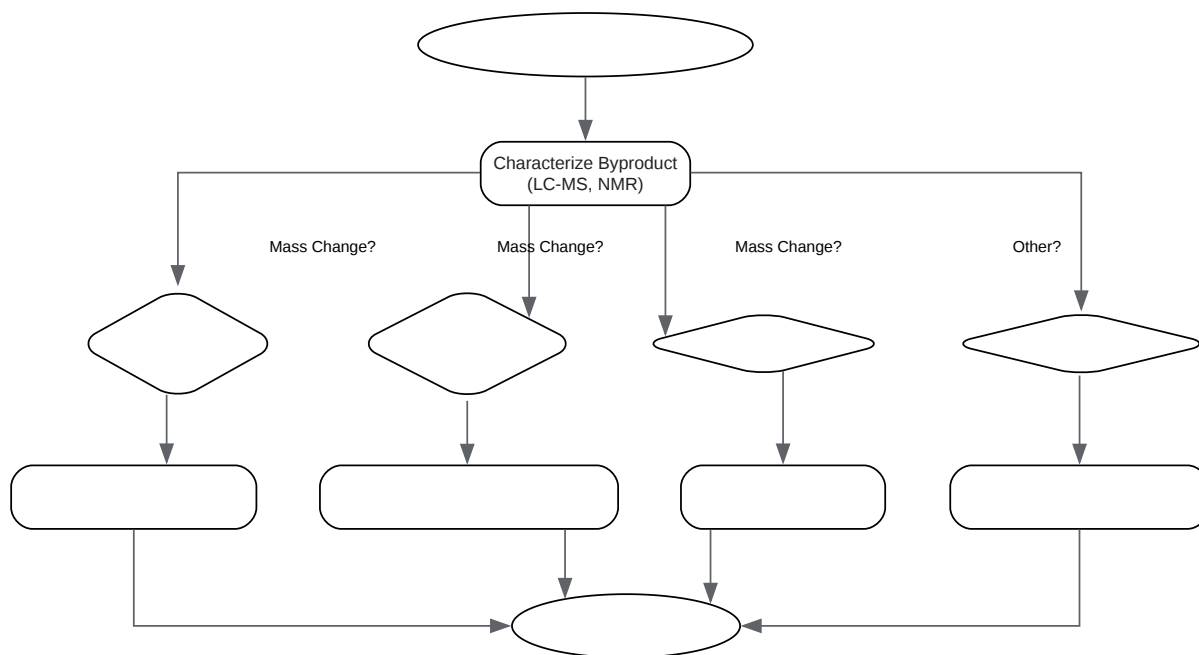 Characterize Byproduct
(LC-MS, NMR)
Mass Change?
Mass Change?
Mass Change?
Other?